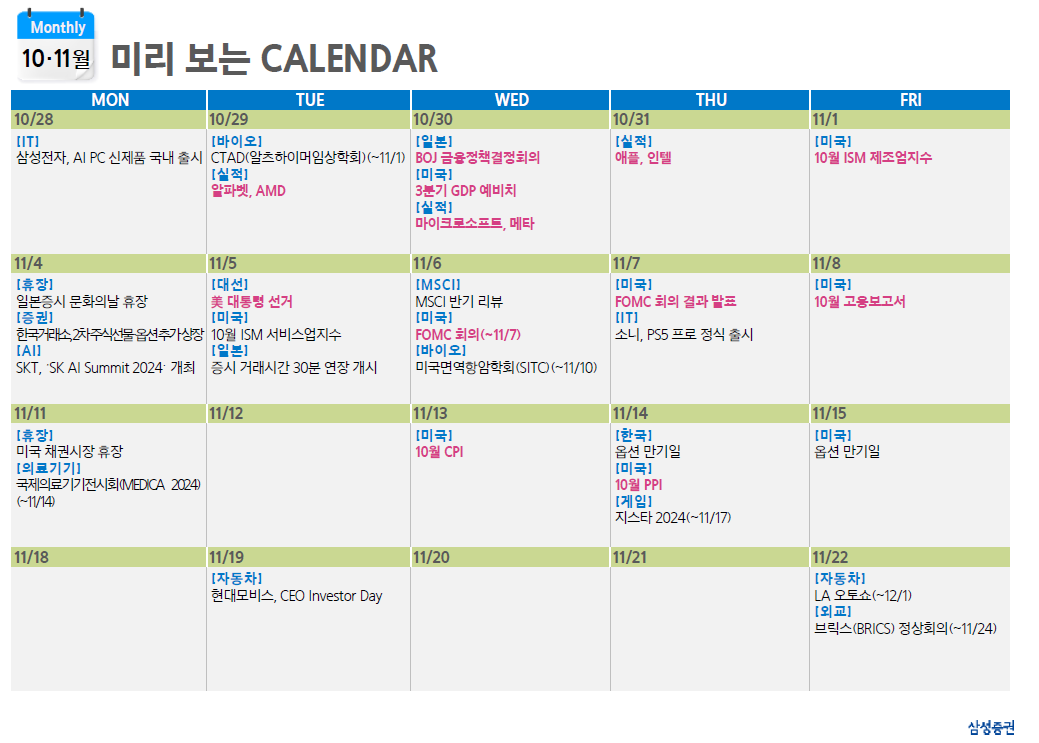 Monthly
10·11월
미리 보는 CALENDAR
MON TUE WED THU FRI
10/28 10/29 10/30 10/31 11/1
[IT]
삼성전자, AI PC 신제품 국내 출시
[바이오]
CTAD(알츠하이머임상학회)(~11/1)
[실적]
알파벳, AMD
[일본]
BOJ 금융정책결정회의
[미국]
3분기 GDP 예비치
[실적]
마이크로소프트, 메타
[실적]
애플, 인텔
[미국]
10월 ISM 제조업지수
11/4 11/5 11/6 11/7 11/8
[휴장]
일본증시 문화의날 휴장
[증권]
한국거래소, 2차 주식선물·옵션 추가 상장
[AI]
SKT, 'SK AI Summit 2024' 개최
[대선]
美 대통령 선거
[미국]
10월 ISM 서비스업지수
[일본]
증시 거래시간 30분 연장 개시
[MSCI]
MSCI 반기 리뷰
[미국]
FOMC 회의(~11/7)
[바이오]
미국면역항암학회(SITC)(~11/10)
[미국]
FOMC 회의 결과 발표
[IT]
소니, PS5 프로 정식 출시
[미국]
10월 고용보고서
11/11 11/12 11/13 11/14 11/15
[휴장]
미국 채권시장 휴장
[의료기기]
국제의료기기전시회(MEDICA 2024)
(~11/14)
[미국]
10월 CPI
[한국]
옵션 만기일
[미국]
10월 PPI
[게임]
지스타 2024(~11/17)
[미국]
옵션 만기일
11/18 11/19 11/20 11/21 11/22
[자동차]
현대모비스, CEO Investor Day
[자동차]
LA 오토쇼(~12/1)
[외교]
브릭스(BRICS) 정상회의(~11/24)
삼성증권